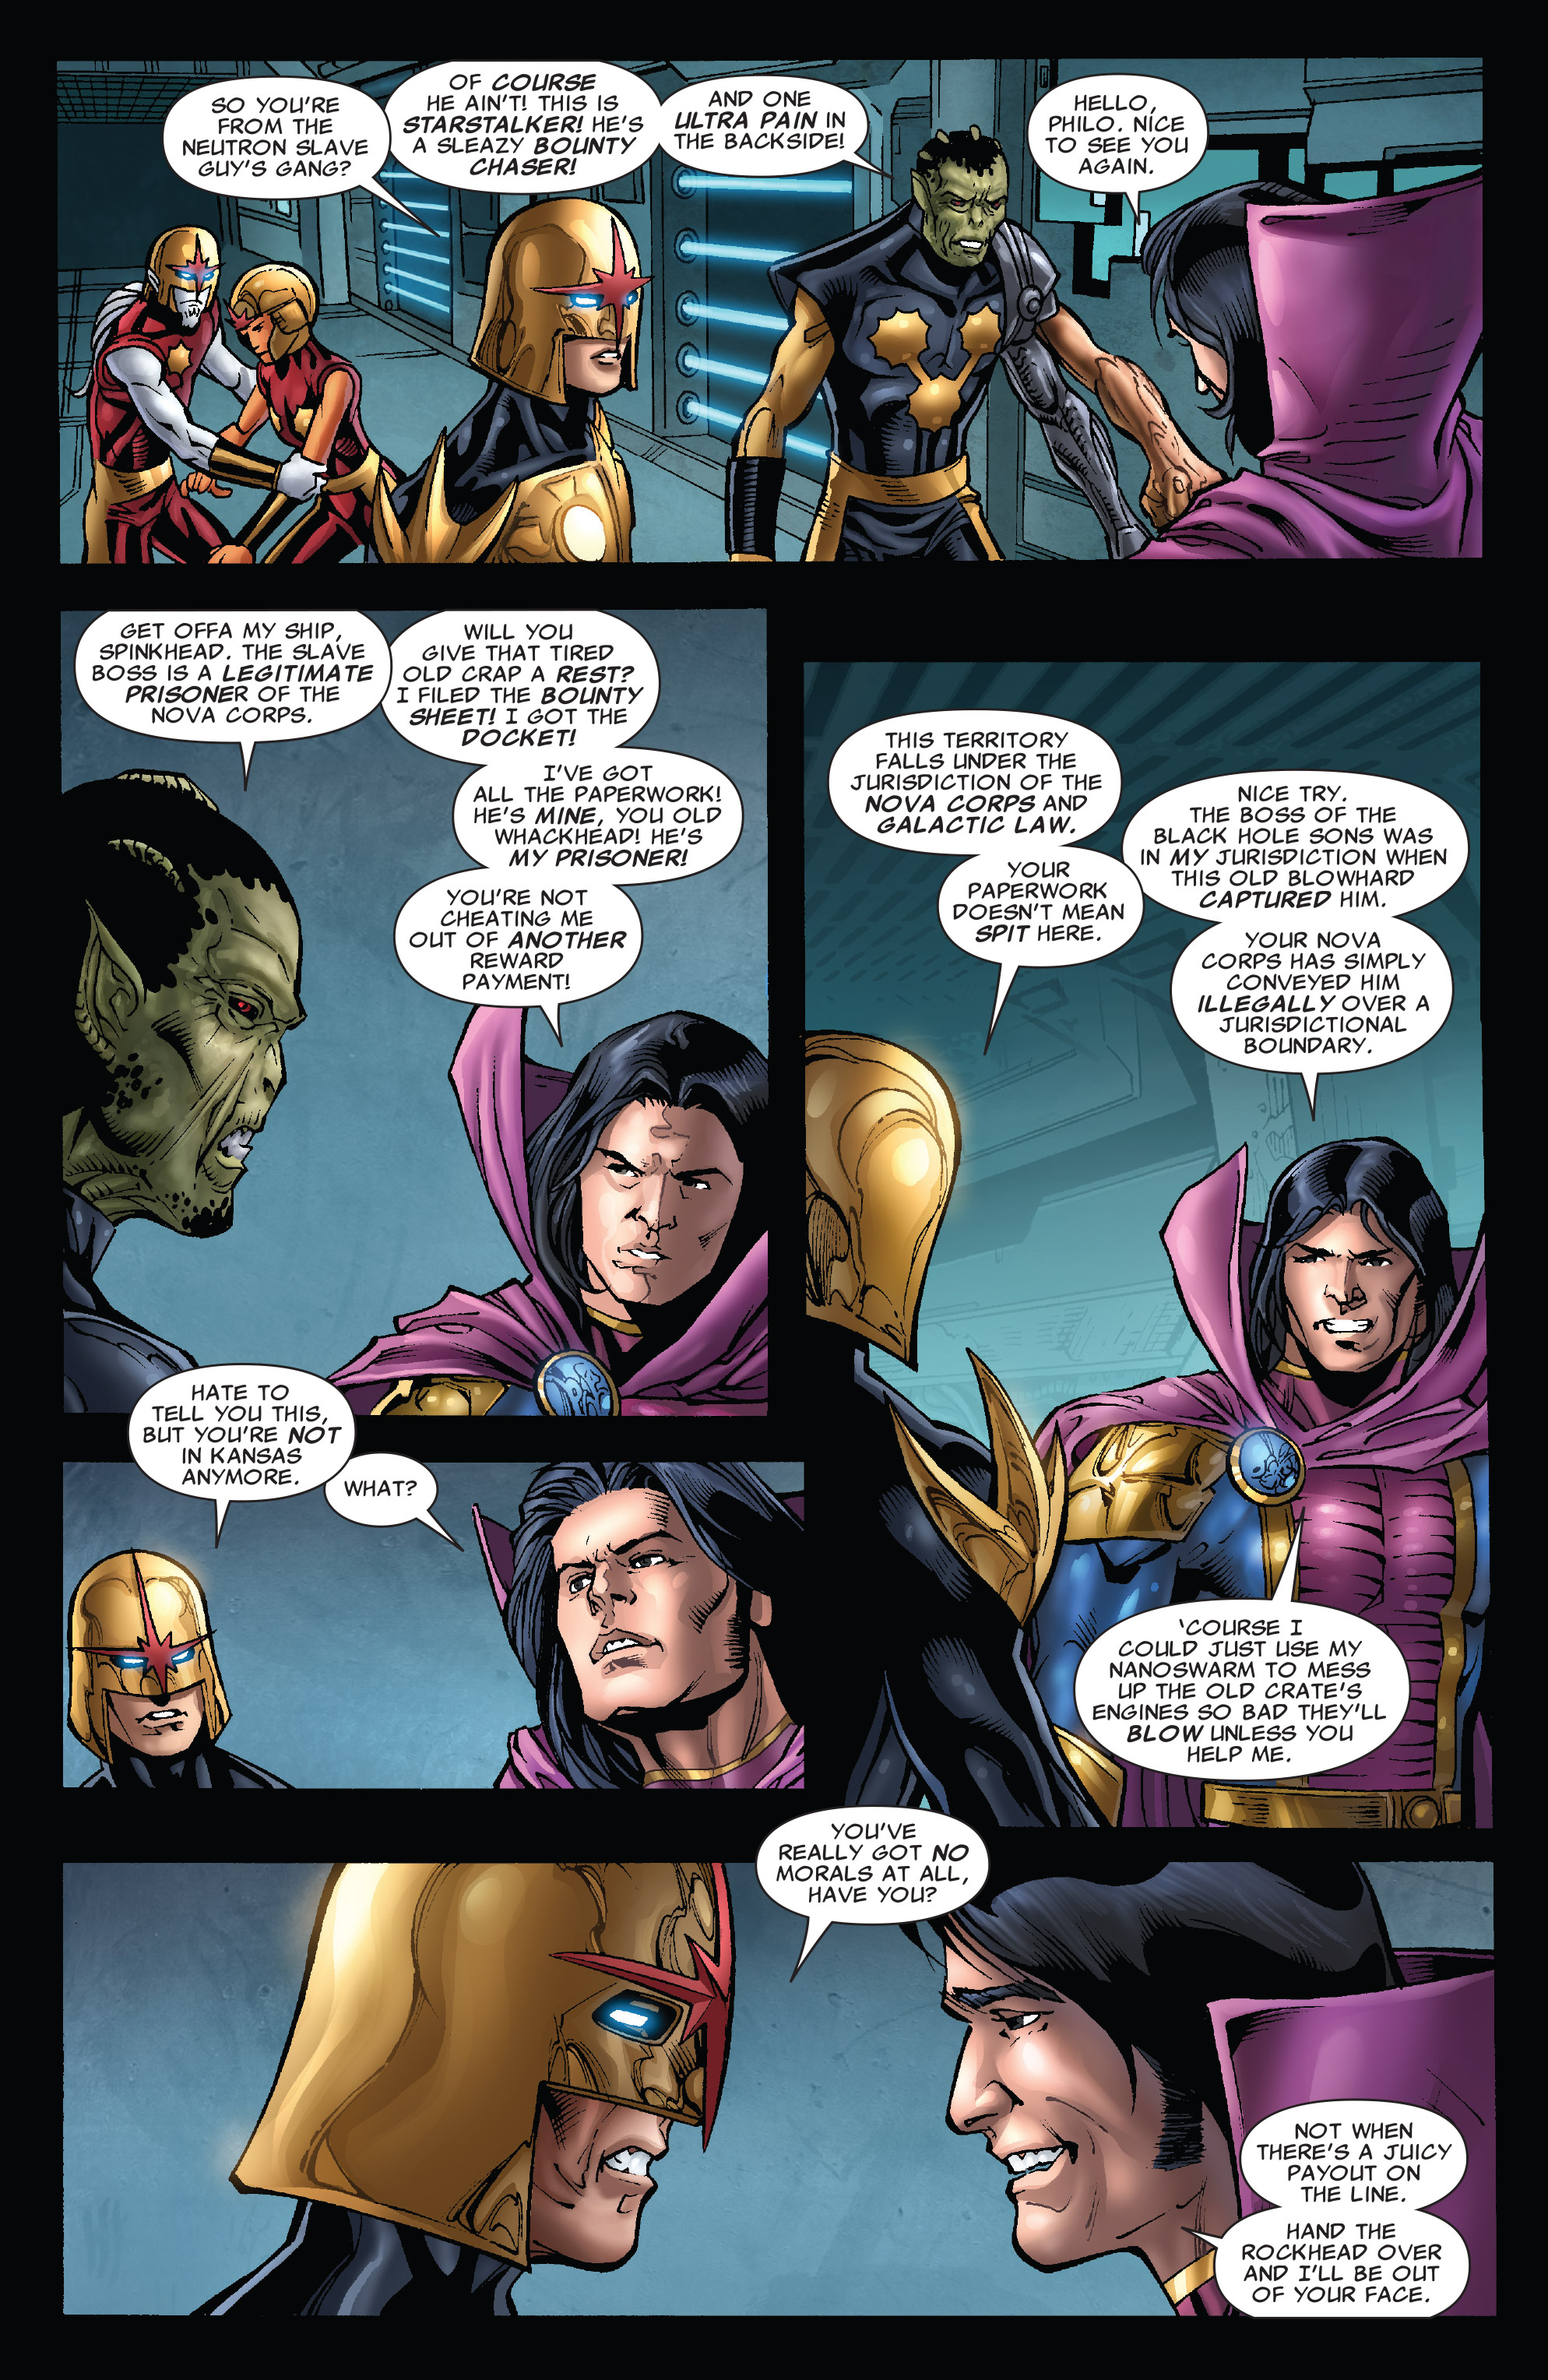 SO YOU'RE
FROM THE
NEUTRON SLAVE
GUY'S GANG?
OF COURSE
HE AIN'T! THIS IS
STARSTALKER! HE'S
A SLEAZY BOUNTY
CHASER!
AND ONE
ULTRA PAIN IN
THE BACKSIDE!
HELLO,
PHILO. NICE
TO SEE YOU
AGAIN.
GET OFFA MY SHIP,
SPINKHEAD. THE SLAVE
BOSS IS A LEGITIMATE
PRISONER OF THE
NOVA CORPS.
WILL YOU
GIVE THAT TIRED
OLD CRAP A REST?
I FILED THE BOUNTY
SHEET! I GOT THE
DOCKET!
I'VE GOT
ALL THE PAPERWORK!
HE'S MINE, YOU OLD
WHACKHEAD! HE'S
MY PRISONER!
YOU'RE NOT
CHEATING ME
OUT OF ANOTHER
REWARD
PAYMENT!
HATE TO
TELL YOU THIS,
BUT YOU'RE NOT
IN KANSAS
ANYMORE.
WHAT?
THIS TERRITORY
FALLS UNDER THE
JURISDICTION OF THE
NOVA CORPS AND
GALACTIC LAW.
YOUR
PAPERWORK
DOESN'T MEAN
SPIT HERE.
NICE TRY.
THE BOSS OF THE
BLACK HOLE SONS WAS
IN MY JURISDICTION WHEN
THIS OLD BLOWHARD
CAPTURED HIM.
YOUR NOVA
CORPS HAS SIMPLY
CONVEYED HIM
ILLEGALLY OVER A
JURISDICTIONAL
BOUNDARY.
'COURSE I
COULD JUST USE MY
NANOSWARM TO MESS
UP THE OLD CRATE'S
ENGINES SO BAD THEY'LL
BLOW UNLESS YOU
HELP ME.
YOU'VE
REALLY GOT NO
MORALS AT ALL,
HAVE YOU?
NOT WHEN
THERE'S A JUICY
PAYOUT ON
THE LINE.
HAND THE
ROCKHEAD OVER
AND I'LL BE OUT
OF YOUR FACE.